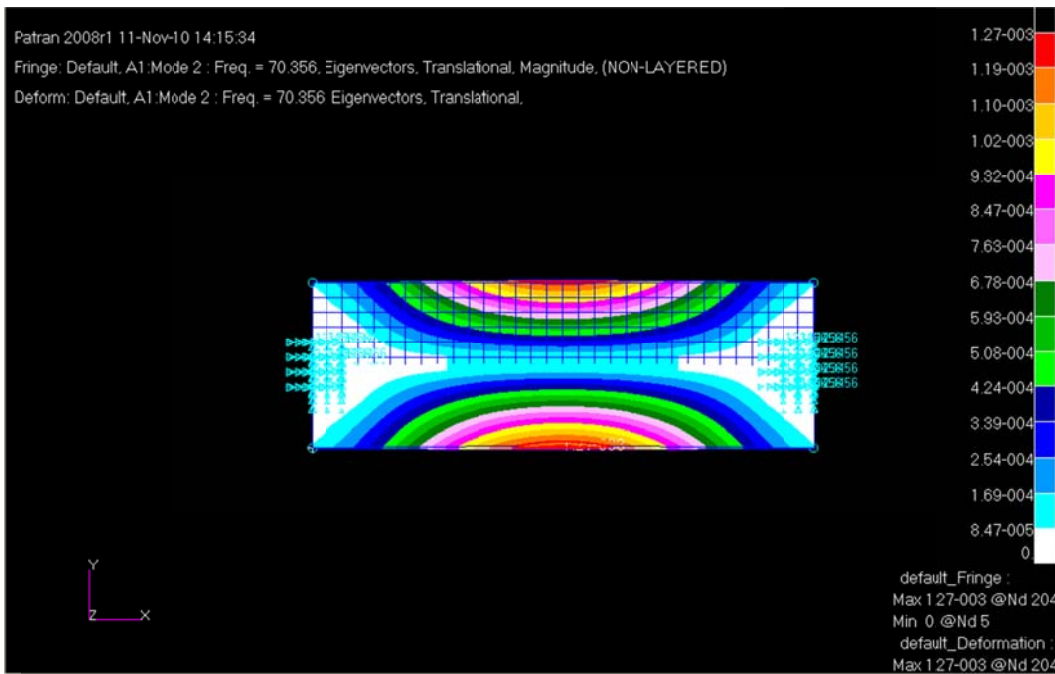 Patran 2008r1 11-Nov-10 14:15:34
Fringe: Default, A1:Mode 2 : Freq. = 70.356, Eigenvectors, Translational, Magnitude, (NON-LAYERED)
Deform: Default, A1:Mode 2 : Freq. = 70.356 Eigenvectors, Translational,
1.27-003
1.19-003
1.10-003
1.02-003
9.32-004
8.47-004
7.63-004
6.78-004
5.93-004
5.08-004
4.24-004
3.39-004
2.54-004
1.69-004
8.47-005
0.
Y
Z X
default_Fringe :
Max 1.27-003 @Nd 204
Min 0 @Nd 5
default_Deformation :
Max 1.27-003 @Nd 204